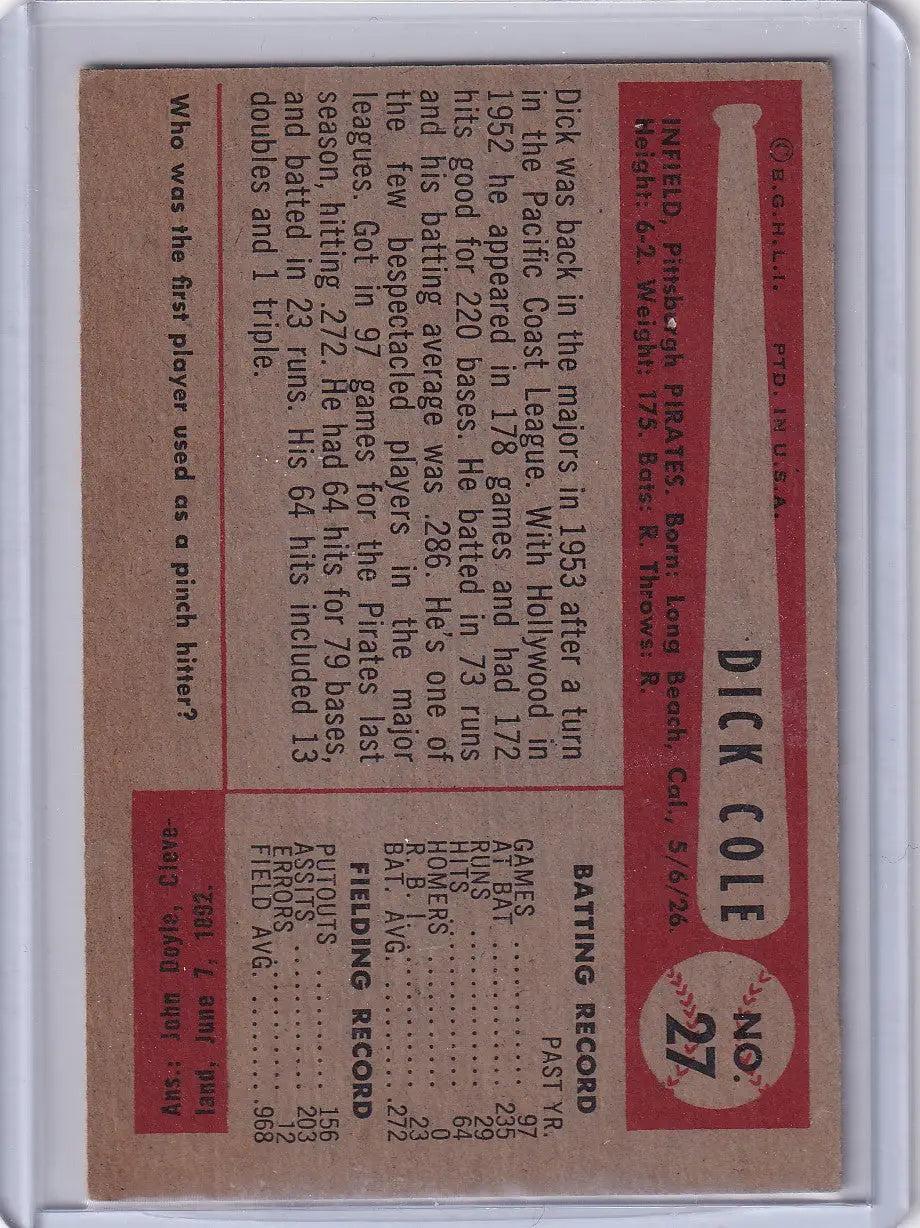 © B.G.H.L.I. PTD. IN U.S.A.
DICK COLE
NO.
27
INFIELD, Pittsburgh PIRATES. Born: Long Beach, Cal., 5/6/26.
Height: 6-2. Weight: 175. Bats: R. Throws: R.
Dick was back in the majors in 1953 after a turn
in the Pacific Coast League. With Hollywood in
1952 he appeared in 178 games and had 172
hits good for 220 bases. He batted in 73 runs
and his batting average was .286. He's one of
the few bespectacled players in the major
leagues. Got in 97 games for the Pirates last
season, hitting .272. He had 64 hits for 79 bases,
and batted in 23 runs. His 64 hits included 13
doubles and 1 triple.
BATTING RECORD
PAST YR.
GAMES 97
AT BAT 235
RUNS 29
HITS 64
HOMERS 0
R. B. I. 23
BAT. AVG. .272
FIELDING RECORD
PUTOUTS 156
ASSITS 203
ERRORS 12
FIELD AVG. .968
Who was the first player used as a pinch hitter?
Ans: John Doyle, Cleve-
land, June 7, 1892.